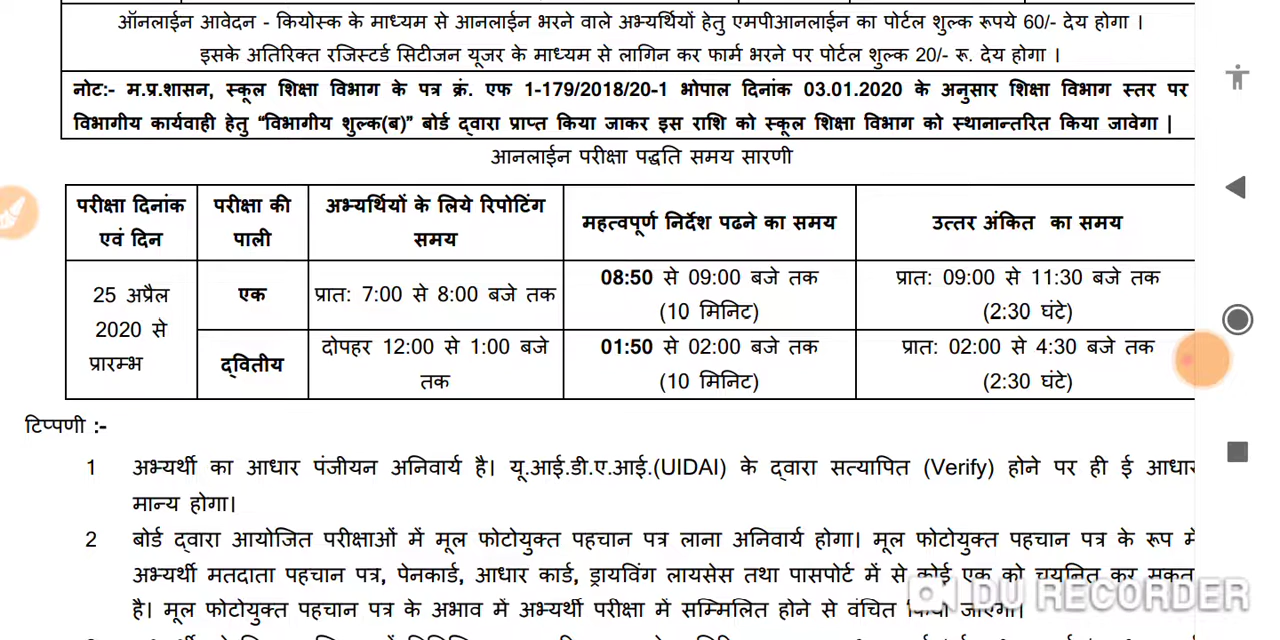 ऑनलाईन आवेदन - कियोस्क के माध्यम से आनलाईन भरने वाले अभ्यर्थियों हेतु एमपीआनलाईन का पोर्टल शुल्क रूपये 60/- देय होगा ।
इसके अतिरिक्त रजिस्टर्ड सिटीजन यूजर के माध्यम से लागिन कर फार्म भरने पर पोर्टल शुल्क 20/- रू. देय होगा ।
नोट:- म.प्र.शासन, स्कूल शिक्षा विभाग के पत्र क्रं. एफ 1-179/2018/20-1 भोपाल दिनांक 03.01.2020 के अनुसार शिक्षा विभाग स्तर पर
विभागीय कार्यवाही हेतु "विभागीय शुल्क(ब)" बोर्ड द्वारा प्राप्त किया जाकर इस राशि को स्कूल शिक्षा विभाग को स्थानान्तरित किया जावेगा |
आनलाईन परीक्षा पद्धति समय सारणी
परीक्षा दिनांक एवं दिन
परीक्षा की पाली
अभ्यर्थियों के लिये रिपोटिंग समय
महत्वपूर्ण निर्देश पढने का समय
उत्तर अंकित का समय
25 अप्रैल 2020 से प्रारम्भ
एक
प्रात: 7:00 से 8:00 बजे तक
08:50 से 09:00 बजे तक (10 मिनिट)
प्रात: 09:00 से 11:30 बजे तक (2:30 घंटे)
द्वितीय
दोपहर 12:00 से 1:00 बजे तक
01:50 से 02:00 बजे तक (10 मिनिट)
प्रात: 02:00 से 4:30 बजे तक (2:30 घंटे)
टिप्पणी :-
1 अभ्यर्थी का आधार पंजीयन अनिवार्य है। यू.आई.डी.ए.आई.(UIDAI) के द्वारा सत्यापित (Verify) होने पर ही ई आधार
मान्य होगा।
2 बोर्ड द्वारा आयोजित परीक्षाओं में मूल फोटोयुक्त पहचान पत्र लाना अनिवार्य होगा। मूल फोटोयुक्त पहचान पत्र के रूप में
अभ्यर्थी मतदाता पहचान पत्र, पेनकार्ड, आधार कार्ड, ड्रायविंग लायसेस तथा पासपोर्ट में से कोई एक को चयनित कर सकता
है। मूल फोटोयुक्त पहचान पत्र के अभाव में अभ्यर्थी परीक्षा में सम्मिलित होने से वंचित किया जाएगा।
DU RECORDER